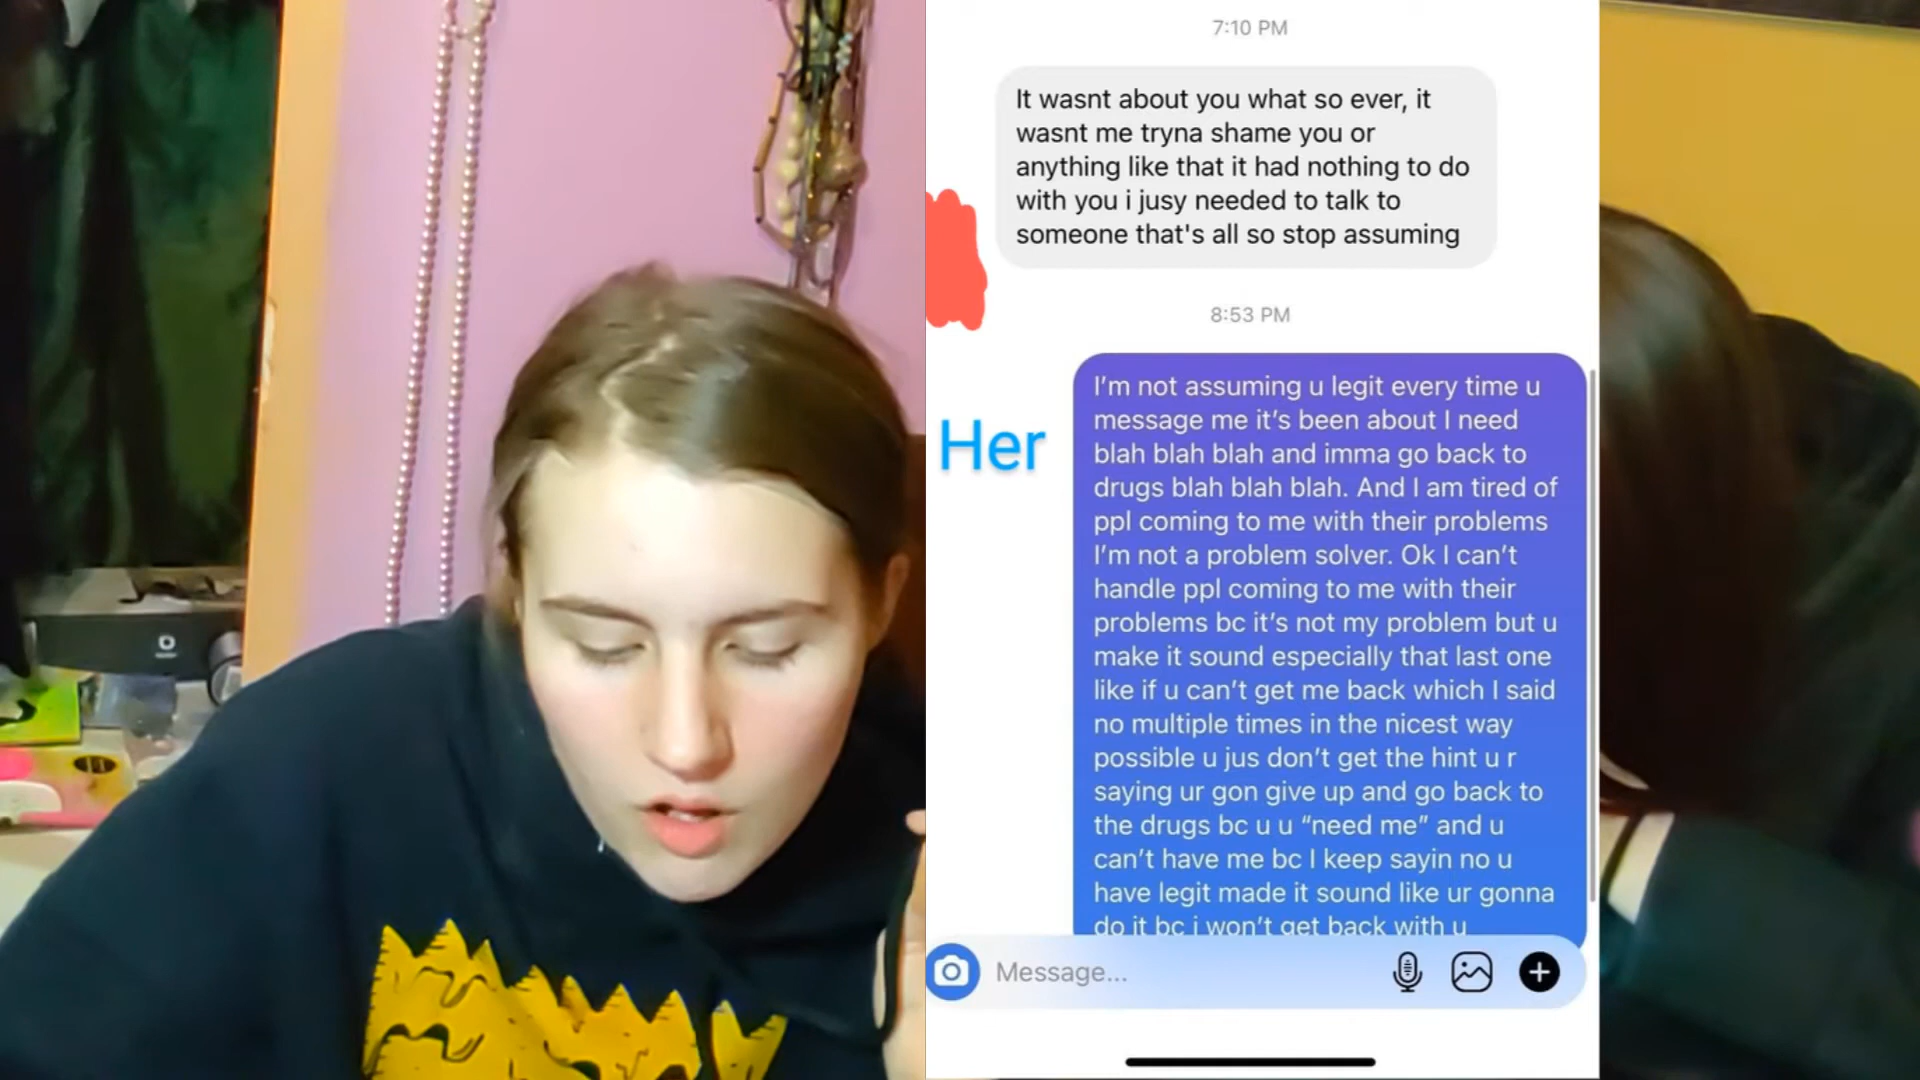 7:10 PM
It wasnt about you what so ever, it
wasnt me tryna shame you or
anything like that it had nothing to do
with you i jusy needed to talk to
someone that's all so stop assuming
8:53 PM
Her
I'm not assuming u legit every time u
message me it's been about I need
blah blah blah and imma go back to
drugs blah blah blah. And I am tired of
ppl coming to me with their problems
I'm not a problem solver. Ok I can't
handle ppl coming to me with their
problems bc it's not my problem but u
make it sound especially that last one
like if u can't get me back which I said
no multiple times in the nicest way
possible u jus don't get the hint u r
saying ur gon give up and go back to
the drugs bc u u “need me” and u
can't have me bc I keep sayin no u
have legit made it sound like ur gonna
do it bc i won't get back with u
Message...